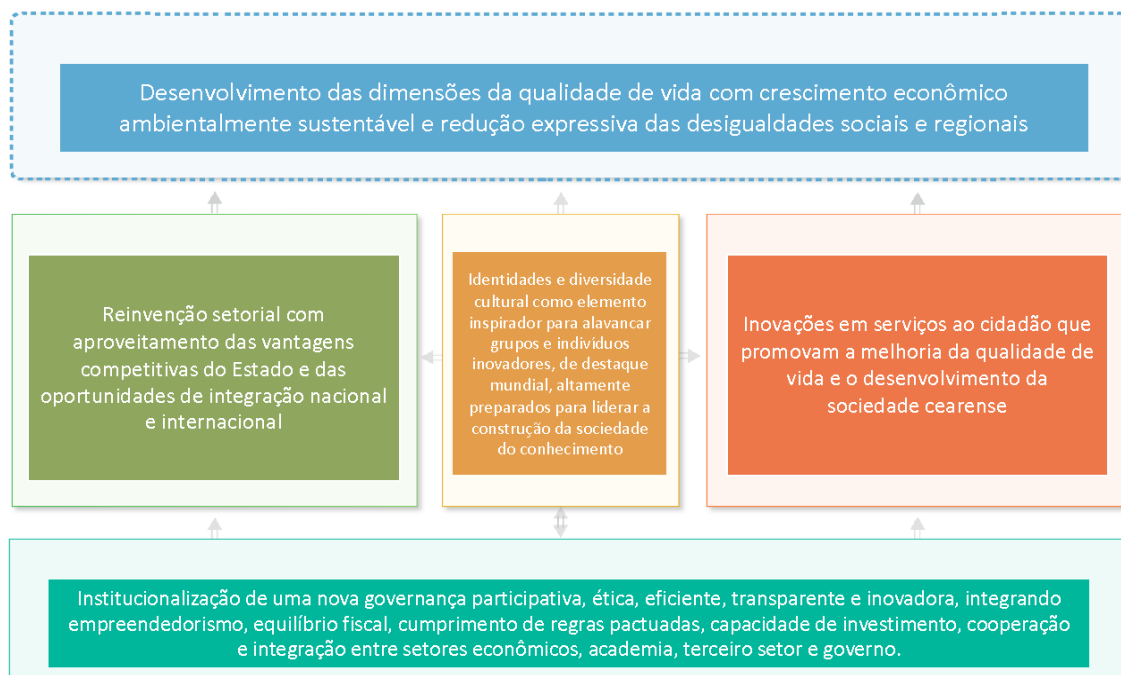 Desenvolvimento das dimensões da qualidade de vida com crescimento econômico
ambientalmente sustentável e redução expressiva das desigualdades sociais e regionais
Reinvenção setorial com
aproveitamento das vantagens
competitivas do Estado e das
oportunidades de integração nacional
e internacional
Identidades e diversidade
cultural como elemento
inspirador para alavancar
grupos e indivíduos
inovadores, de destaque
mundial, altamente
preparados para liderar a
construção da sociedade
do conhecimento
Inovações em serviços ao cidadão que
promovam a melhoria da qualidade de
vida e o desenvolvimento da
sociedade cearense
Institucionalização de uma nova governança participativa, ética, eficiente, transparente e inovadora, integrando
empreendedorismo, equilíbrio fiscal, cumprimento de regras pactuadas, capacidade de investimento, cooperação
e integração entre setores econômicos, academia, terceiro setor e governo.